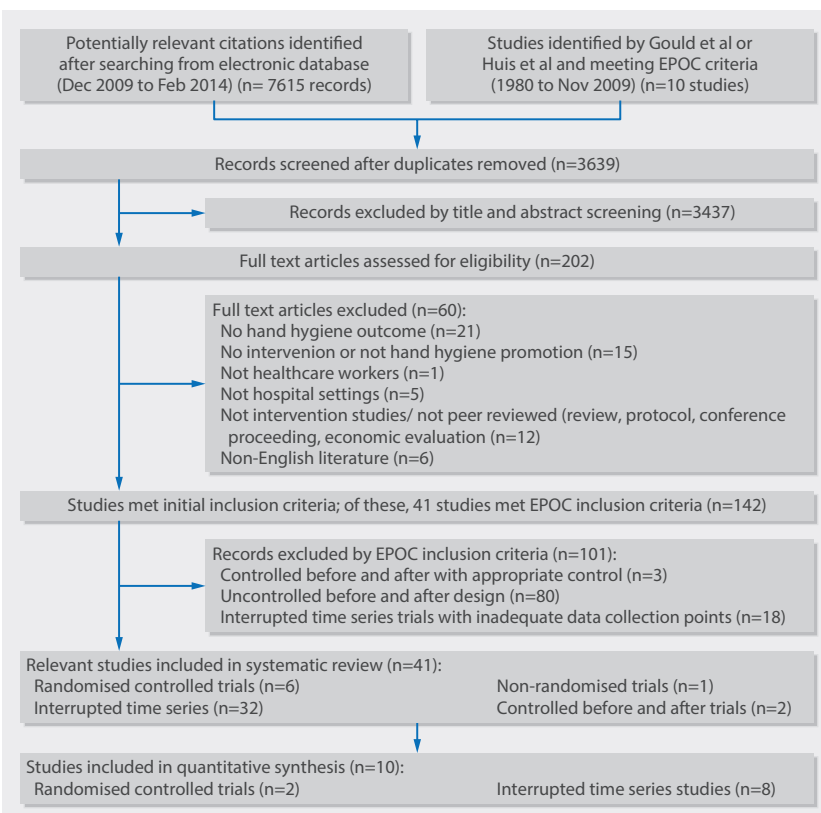 Potentially relevant citations identified
after searching from electronic database
(Dec 2009 to Feb 2014) (n= 7615 records)
Studies identified by Gould et al or
Huis et al and meeting EPOC criteria
(1980 to Nov 2009) (n=10 studies)
Records screened after duplicates removed (n=3639)
Records excluded by title and abstract screening (n=3437)
Full text articles assessed for eligibility (n=202)
Full text articles excluded (n=60):
No hand hygiene outcome (n=21)
No intervenion or not hand hygiene promotion (n=15)
Not healthcare workers (n=1)
Not hospital settings (n=5)
Not intervention studies/ not peer reviewed (review, protocol, conference
proceeding, economic evaluation (n=12)
Non-English literature (n=6)
Studies met initial inclusion criteria; of these, 41 studies met EPOC inclusion criteria (n=142)
Records excluded by EPOC inclusion criteria (n=101):
Controlled before and after with appropriate control (n=3)
Uncontrolled before and after design (n=80)
Interrupted time series trials with inadequate data collection points (n=18)
Relevant studies included in systematic review (n=41):
Randomised controlled trials (n=6)
Interrupted time series (n=32)
Non-randomised trials (n=1)
Controlled before and after trials (n=2)
Studies included in quantitative synthesis (n=10):
Randomised controlled trials (n=2)
Interrupted time series studies (n=8)